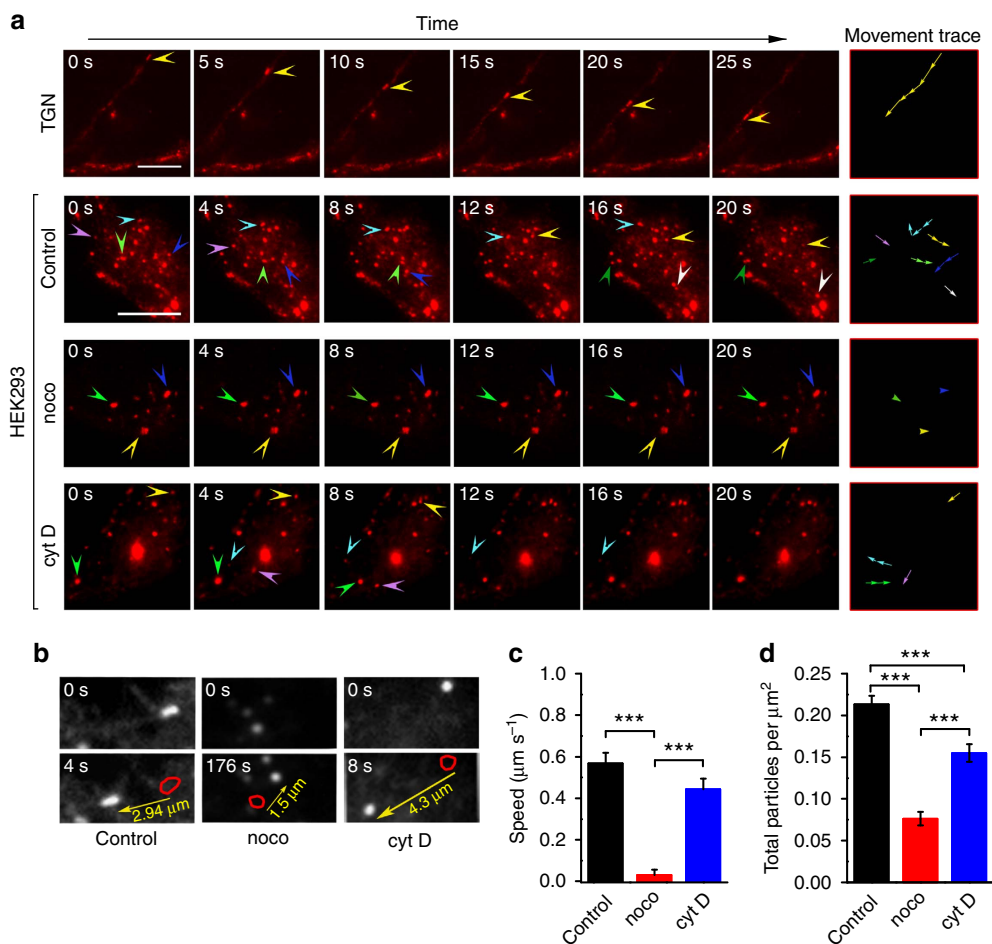 a
Time
Movement trace
TGN
0 s 5 s 10 s 15 s 20 s 25 s
HEK293
Control
0 s 4 s 8 s 12 s 16 s 20 s
noco
0 s 4 s 8 s 12 s 16 s 20 s
cyt D
0 s 4 s 8 s 12 s 16 s 20 s
b
0 s 0 s 0 s
4 s 176 s 8 s
2.94 µm 1.5 µm 4.3 µm
Control noco cyt D
c
Speed (µm s⁻¹)
1.0
0.8
0.6
0.4
0.2
0.0
*** ***
Control noco cyt D
d
Total particles per µm²
0.25
0.20
0.15
0.10
0.05
0.00
***
***
***
Control noco cyt D